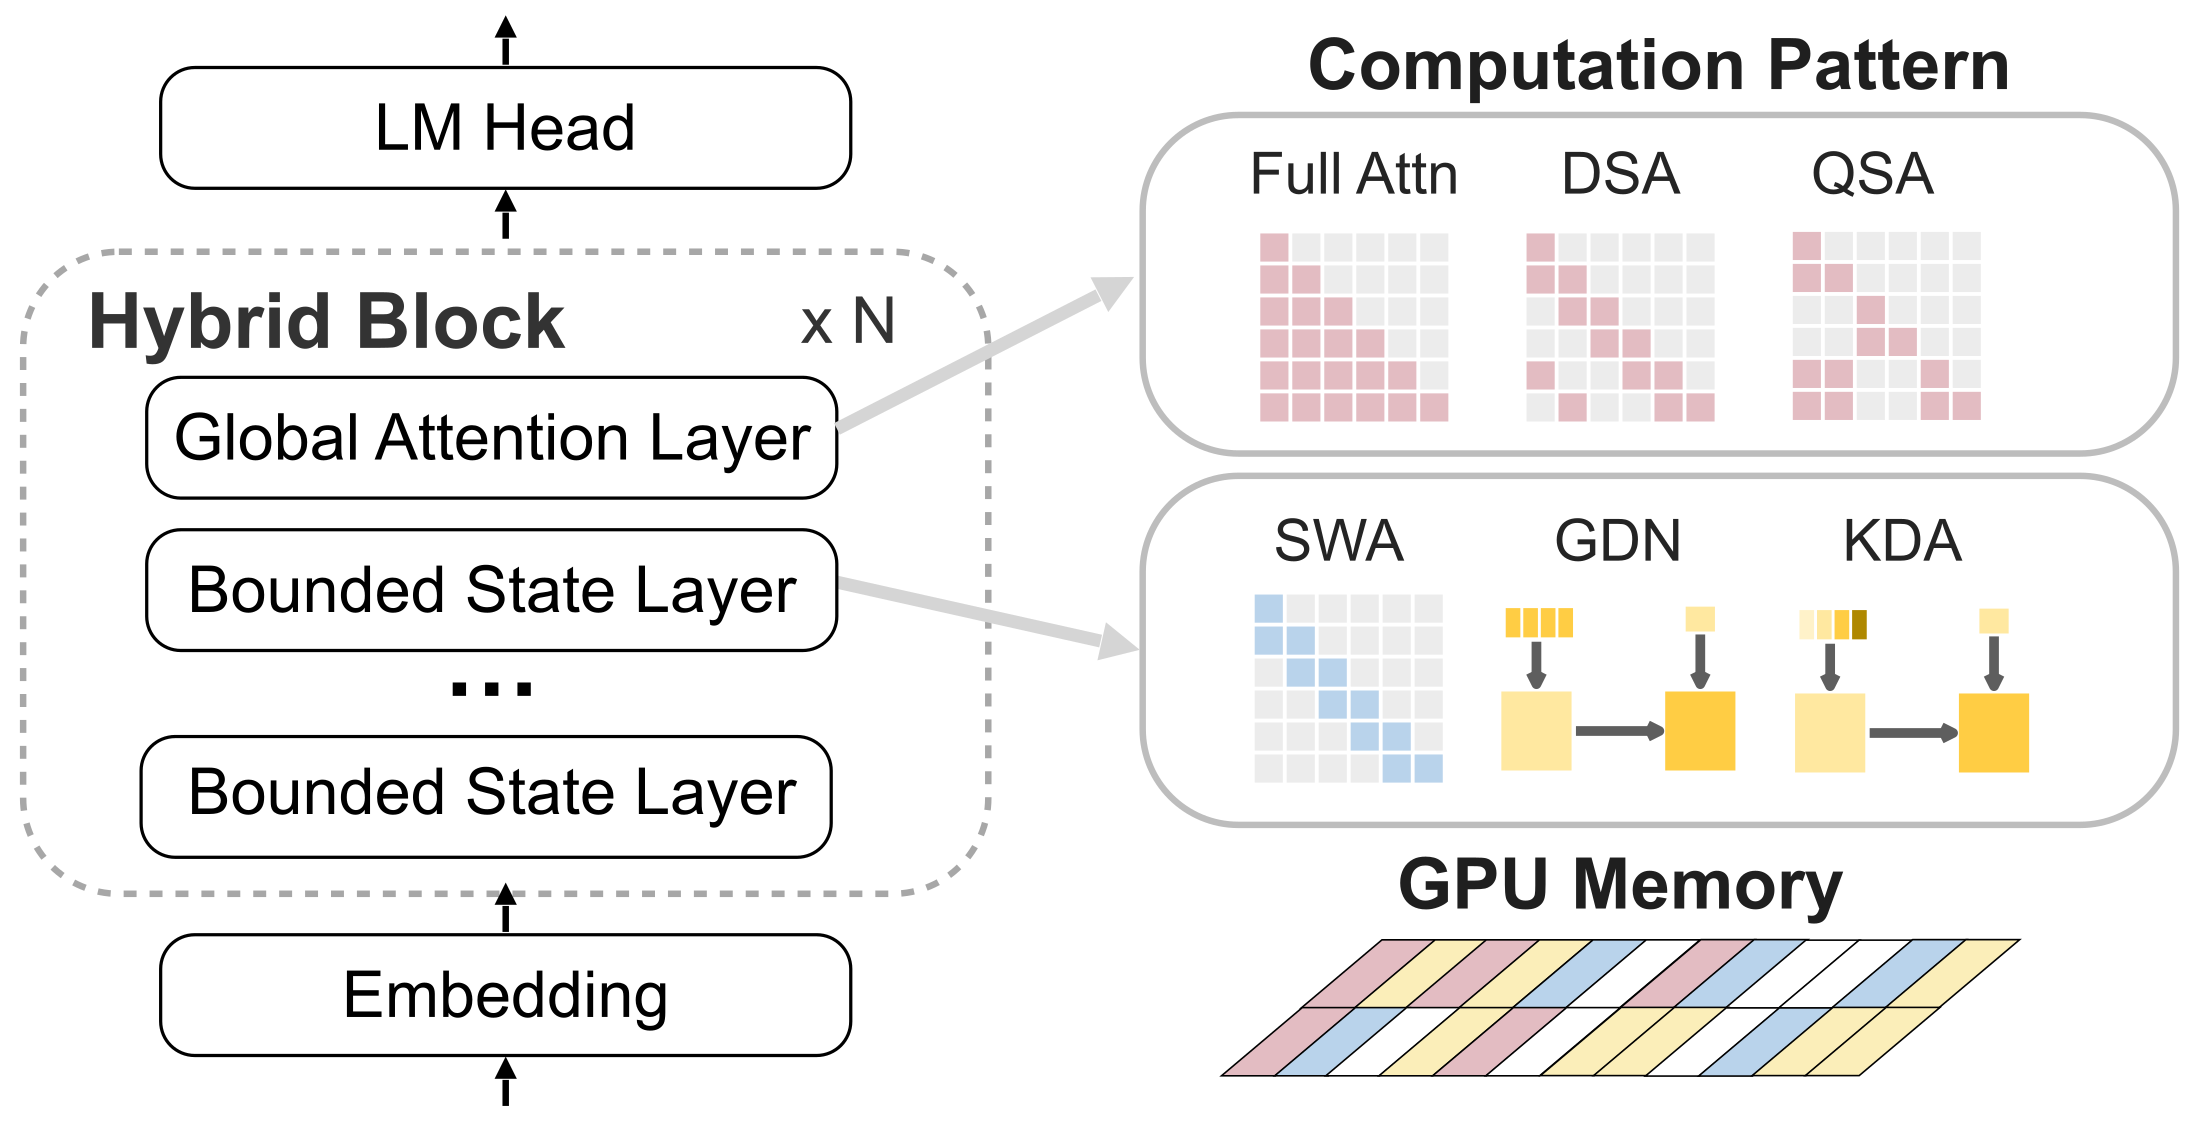 LM Head
Hybrid Block
x N
Global Attention Layer
Bounded State Layer
...
Bounded State Layer
Embedding
Computation Pattern
Full Attn
DSA
QSA
SWA
GDN
KDA
GPU Memory